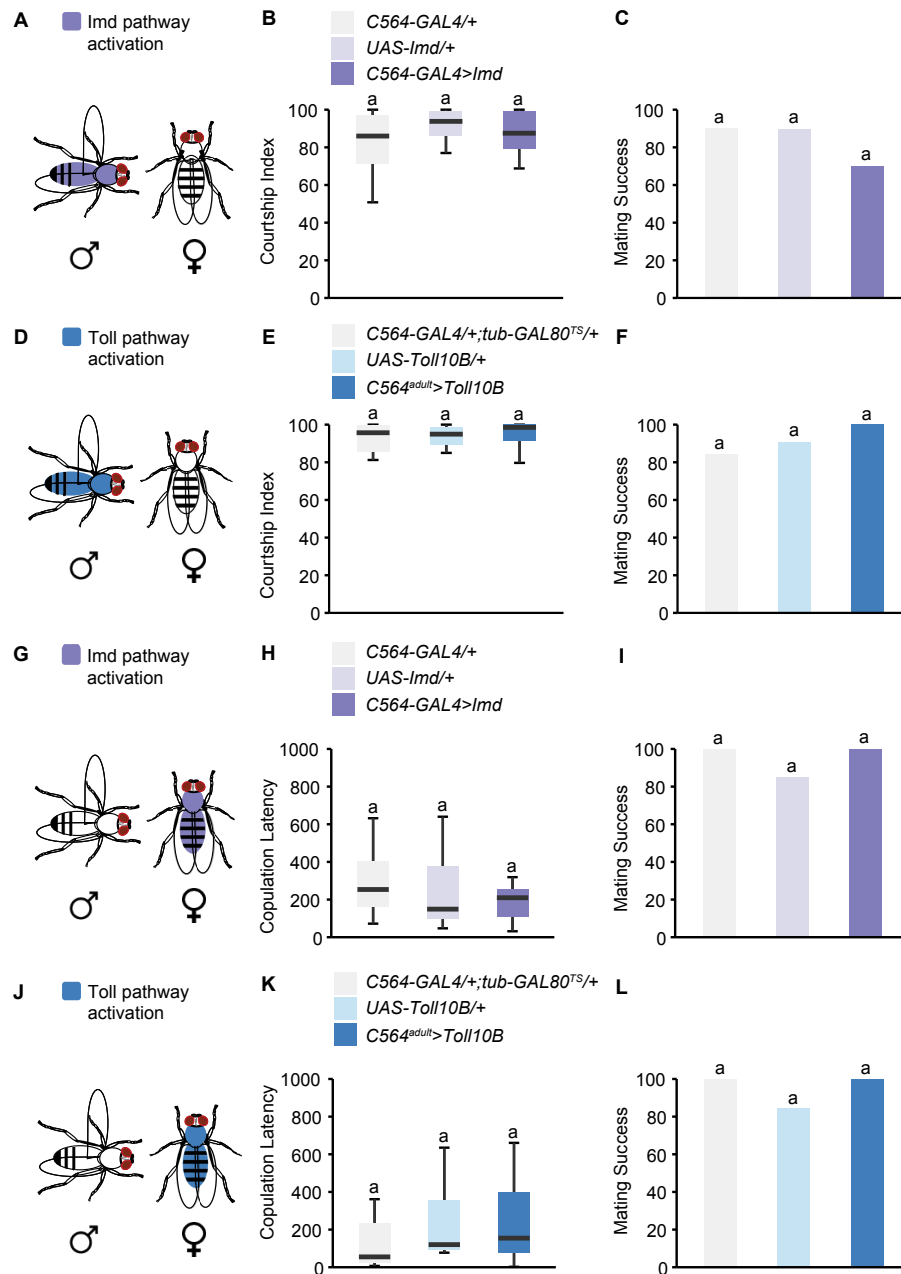 A
Imd pathway
activation
♂
♀
B
C564-GAL4/+
UAS-Imd/+
C564-GAL4>Imd
Courtship Index
100
80
60
40
20
0
a
a
a
C
Mating Success
100
80
60
40
20
0
a
a
a
D
Toll pathway
activation
♂
♀
E
C564-GAL4/+;tub-GAL80ᵀˢ/+
UAS-Toll10B/+
C564ᵃᵈᵘˡᵗ>Toll10B
Courtship Index
100
80
60
40
20
0
a
a
a
F
Mating Success
100
80
60
40
20
0
a
a
a
G
Imd pathway
activation
♂
♀
H
C564-GAL4/+
UAS-Imd/+
C564-GAL4>Imd
Copulation Latency
1000
800
600
400
200
0
a
a
a
I
Mating Success
100
80
60
40
20
0
a
a
a
J
Toll pathway
activation
♂
♀
K
C564-GAL4/+;tub-GAL80ᵀˢ/+
UAS-Toll10B/+
C564ᵃᵈᵘˡᵗ>Toll10B
Copulation Latency
1000
800
600
400
200
0
a
a
a
L
Mating Success
100
80
60
40
20
0
a
a
a